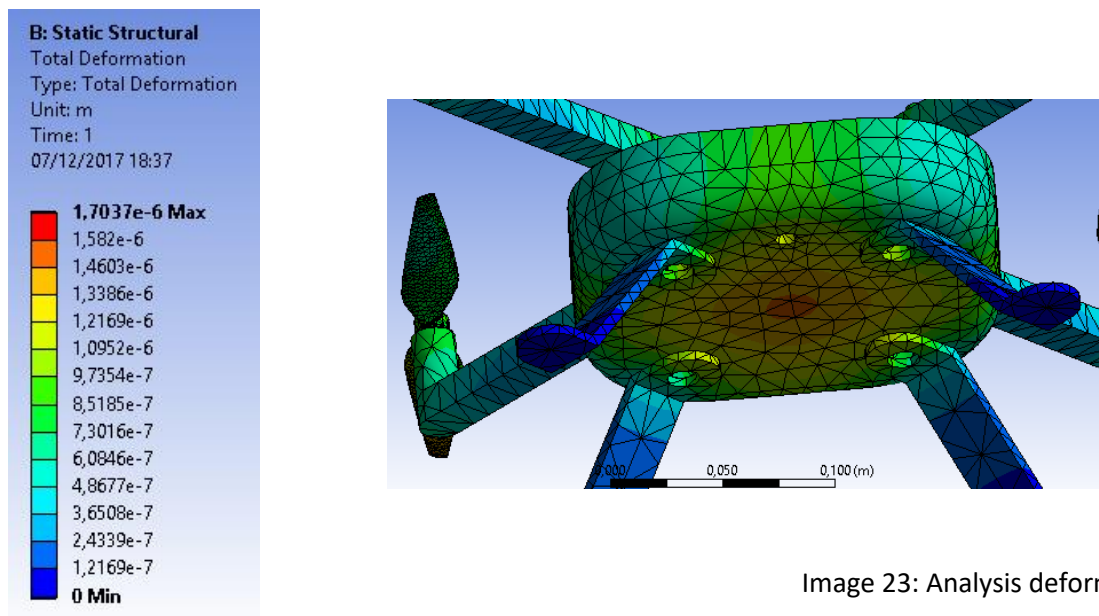 B: Static Structural
Total Deformation
Type: Total Deformation
Unit: m
Time: 1
07/12/2017 18:37
1,7037e-6 Max
1,582e-6
1,4603e-6
1,3386e-6
1,2169e-6
1,0952e-6
9,7354e-7
8,5185e-7
7,3016e-7
6,0846e-7
4,8677e-7
3,6508e-7
2,4339e-7
1,2169e-7
0 Min
0,000 0,050 0,100 (m)
Image 23: Analysis deforn